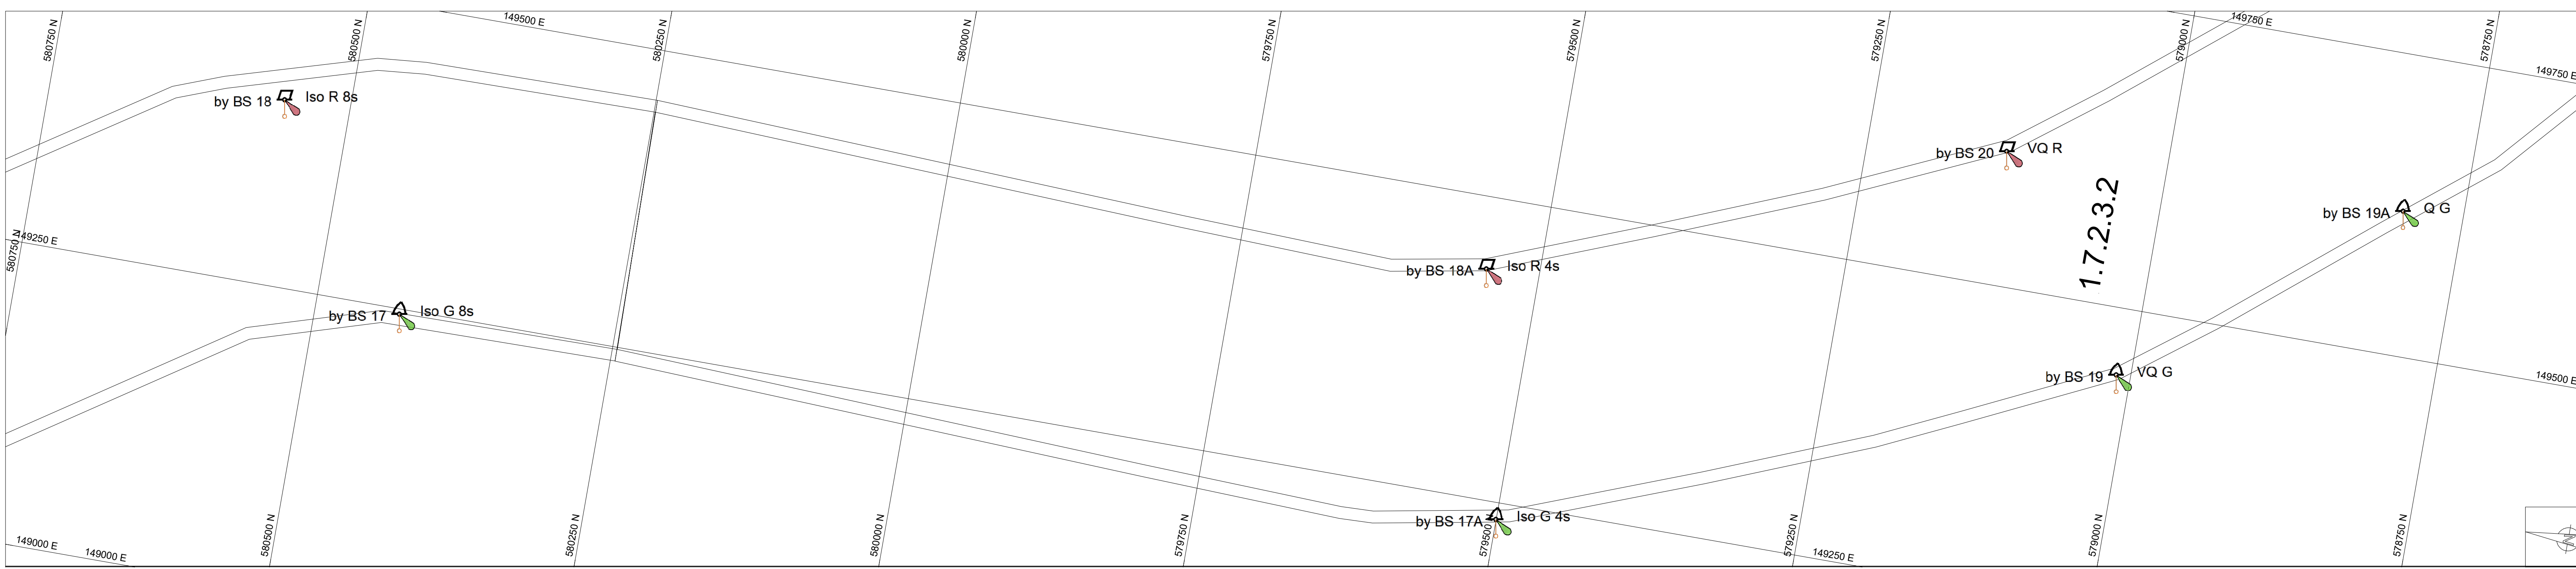 580750 N
580500 N
149500 E
580250 N
580000 N
579750 N
579500 N
579250 N
579000 N
149750 E
578750 N
149750 E
by BS 18
Iso R 8s
by BS 20
VQ R
1.7.2.3.2
by BS 19A
Q G
580750 N
149250 E
by BS 18A
Iso R 4s
by BS 17
Iso G 8s
by BS 19
VQ G
149500 E
by BS 17A
Iso G 4s
149000 E
149000 E
580500 N
580250 N
580000 N
579750 N
579500 N
579250 N
149250 E
579000 N
578750 N
N